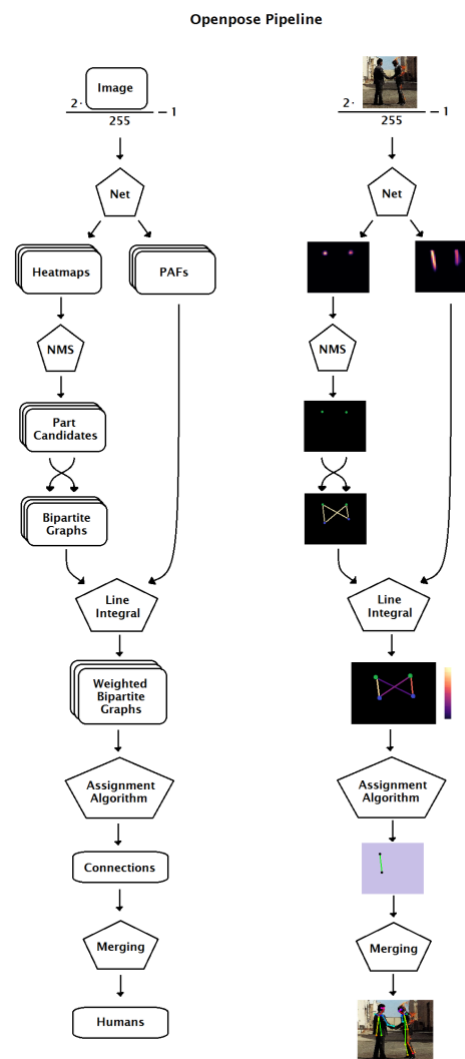 Openpose Pipeline
2·
Image
255
− 1
Net
Heatmaps
PAFs
NMS
Part
Candidates
Bipartite
Graphs
Line
Integral
Weighted
Bipartite
Graphs
Assignment
Algorithm
Connections
Merging
Humans
2·
255
− 1
Net
NMS
Line
Integral
Assignment
Algorithm
Merging